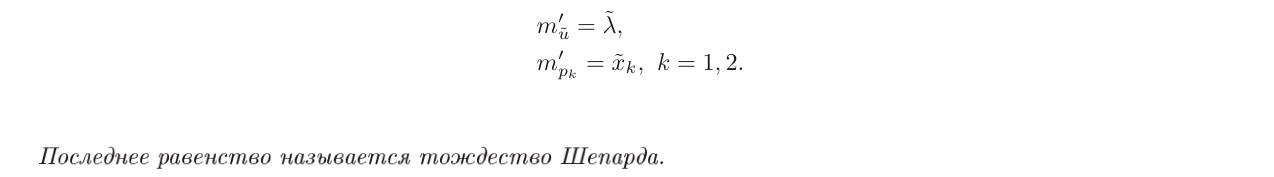 m′_ũ = λ̃,
m′_{p_k} = x̃_k, k = 1, 2.
Последнее равенство называется тождество Шепарда.